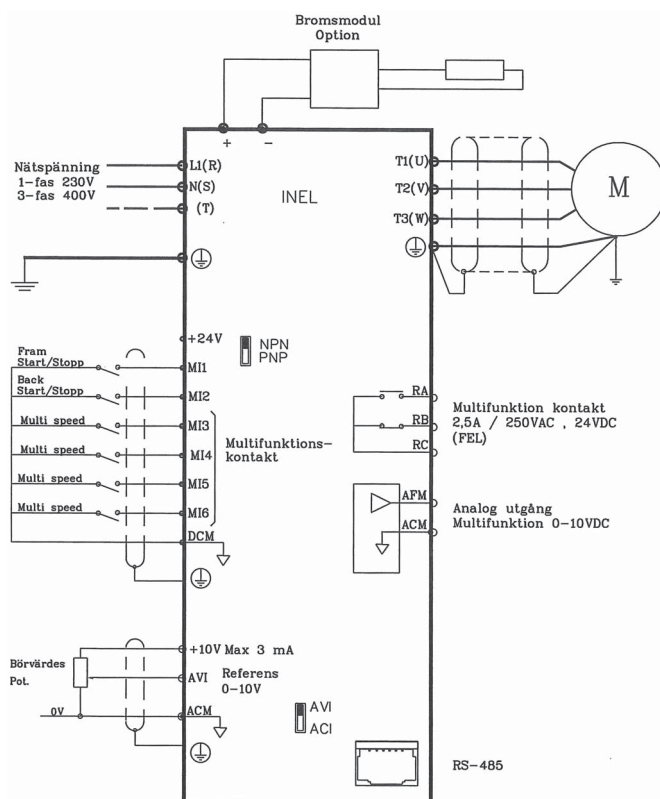 Bromsmodul
Option
+
-
Nätspänning
1-fas 230V
3-fas 400V
L1(R)
N(S)
(T)
INEL
T1(U)
T2(V)
T3(W)
M
+24V
NPN
PNP
Fram
Start/Stopp
MI1
Back
Start/Stopp
MI2
Multi speed
MI3
Multi speed
MI4
Multi speed
MI5
Multi speed
MI6
Multifunktions-
kontakt
DCM
RA
RB
RC
Multifunktion kontakt
2,5A / 250VAC , 24VDC
(FEL)
AFM
ACM
Analog utgång
Multifunktion 0-10VDC
+10V Max 3 mA
Börvärdes
Pot.
AVI
Referens
0-10V
0V
ACM
AVI
ACI
RS-485